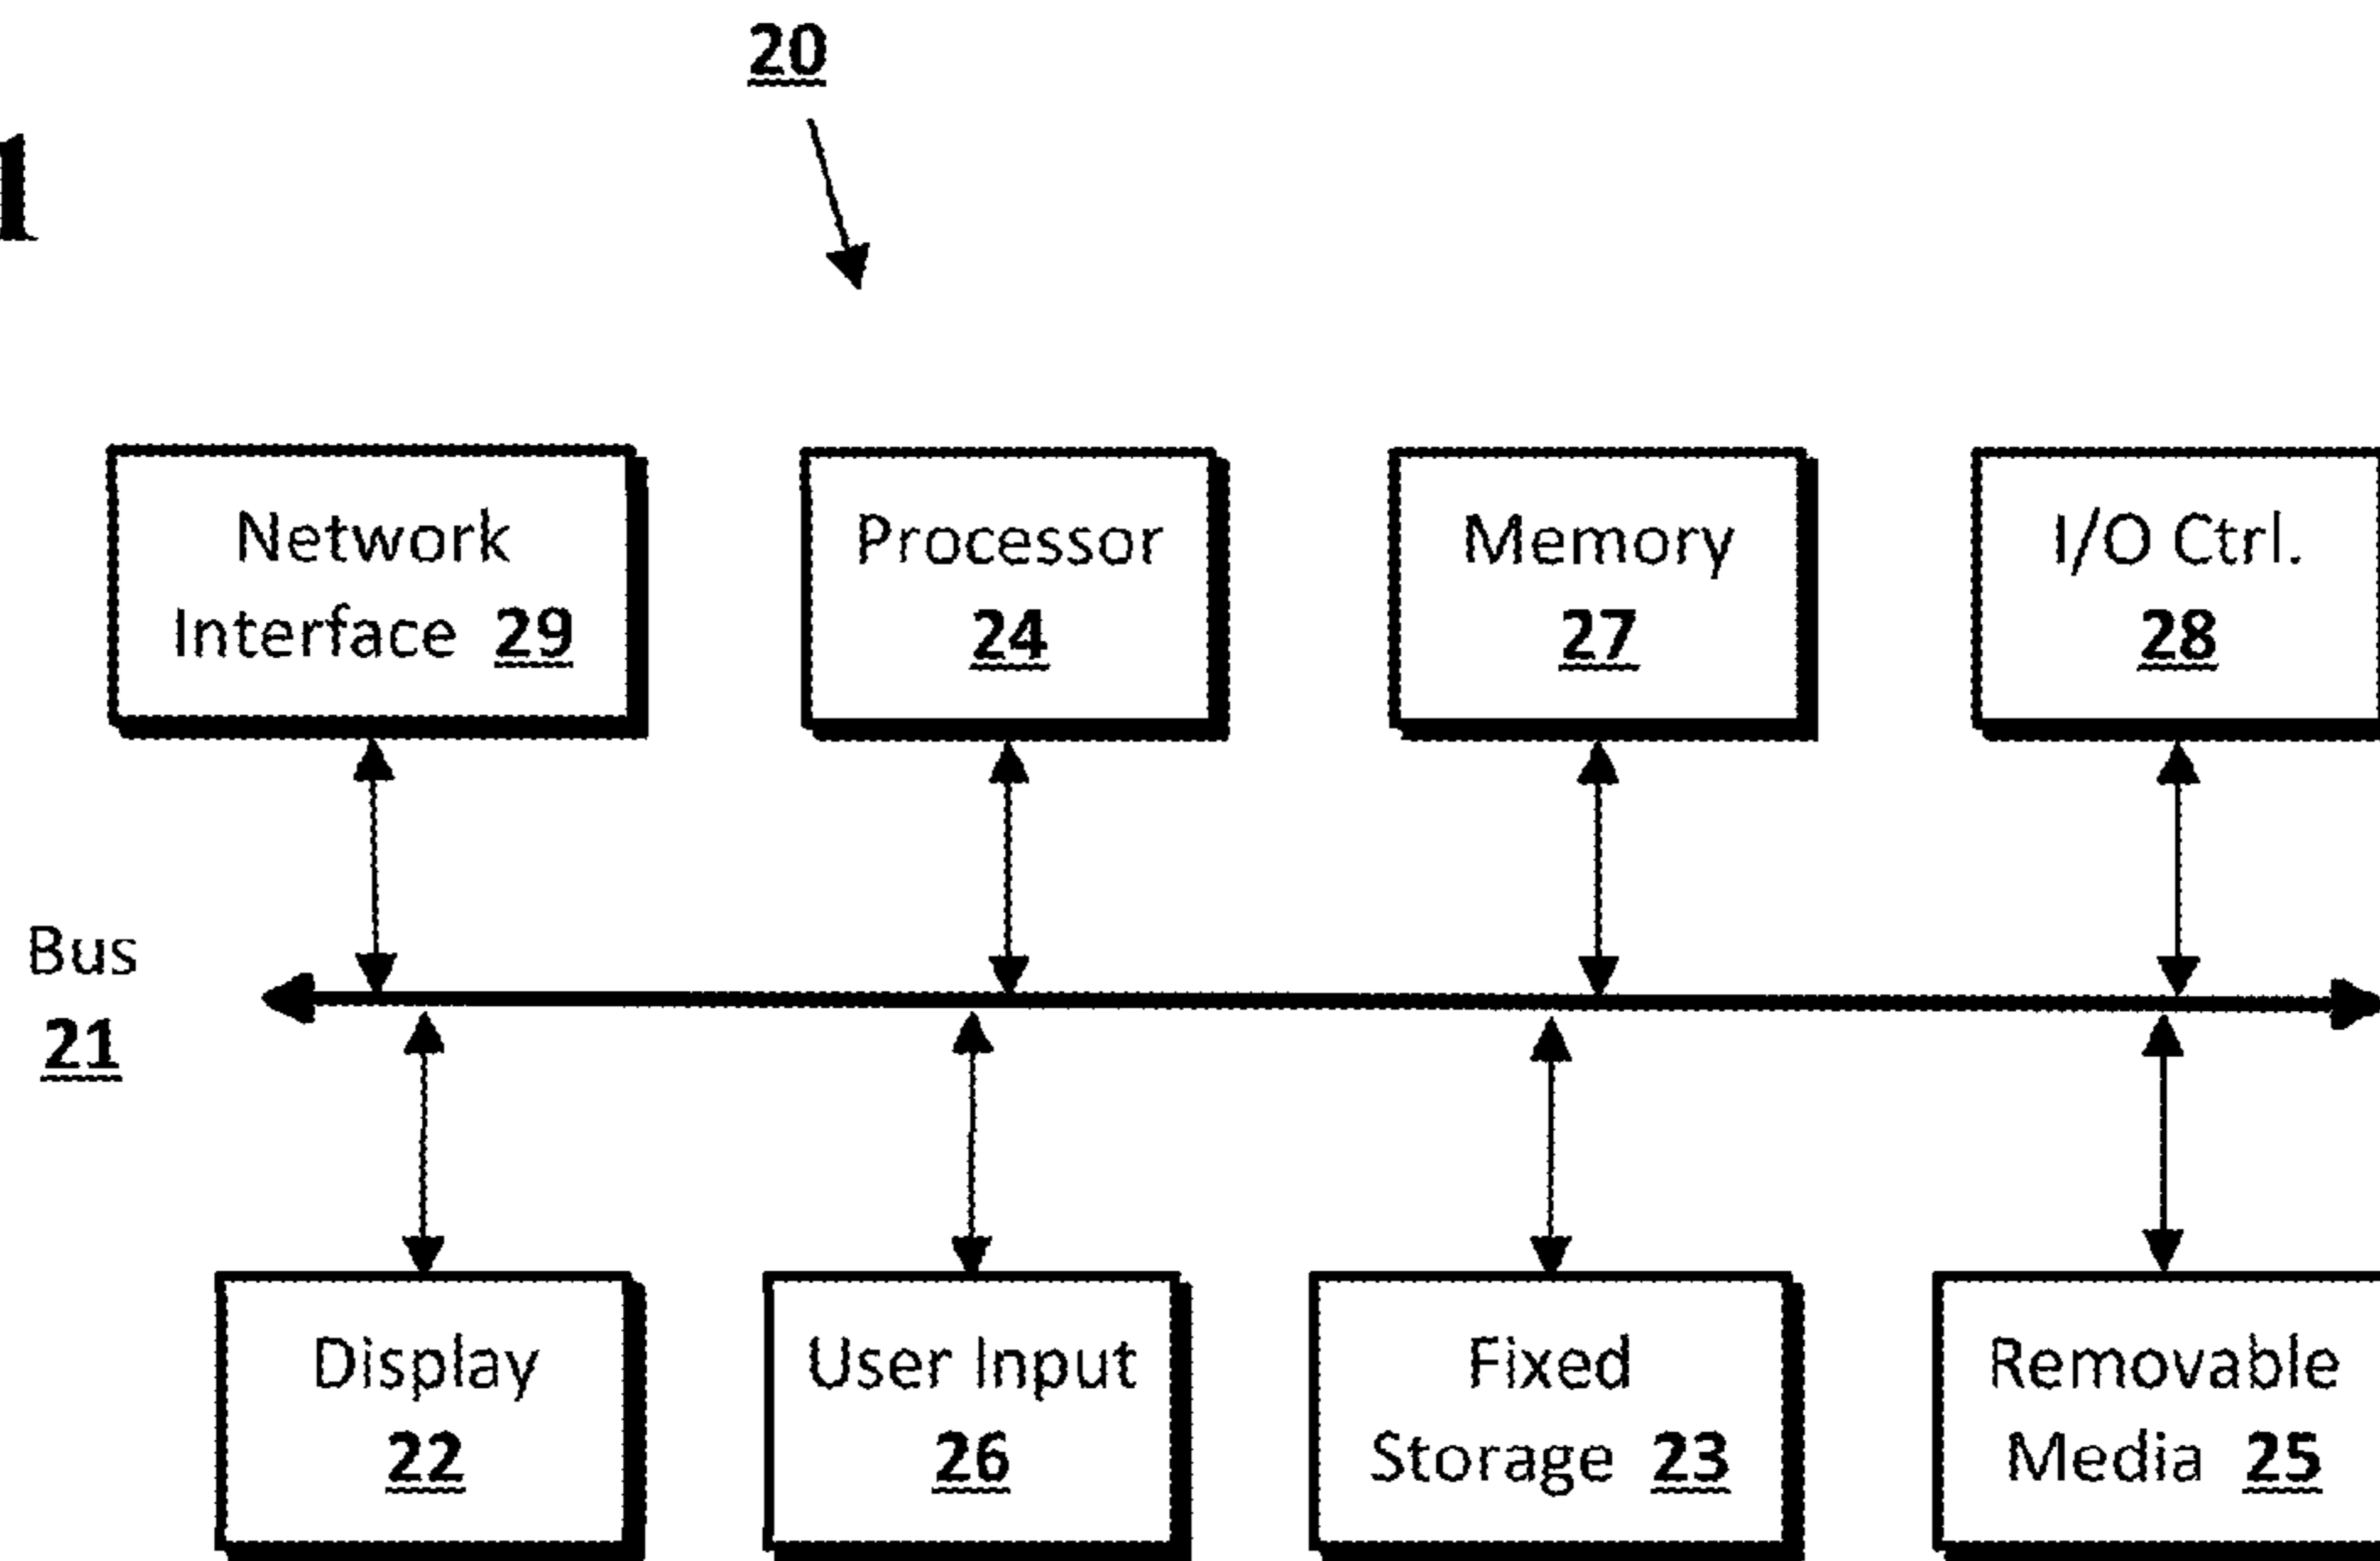 20
1
Network
Interface 29
Processor
24
Memory
27
I/O Ctrl.
28
Bus
21
Display
22
User Input
26
Fixed
Storage 23
Removable
Media 25